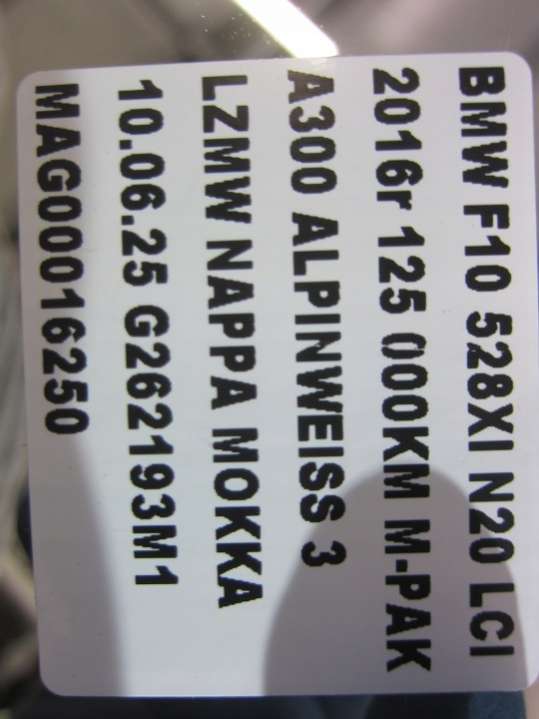 BMW F10 528XI N20 LCI
2016r 125 000KM M-PAK
A300 ALPINWEISS 3
LZMW NAPPA MOKKA
10.06.25 G262193M1
MAG00016250